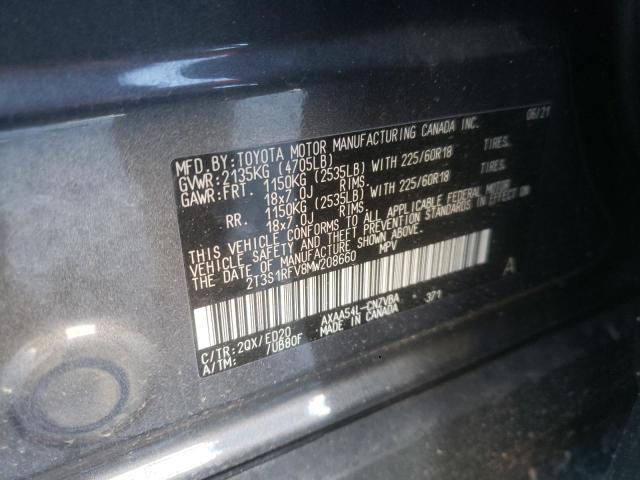 MFD. BY: TOYOTA MOTOR MANUFACTURING CANADA INC. 06/21
GVWR: 2135KG (4705LB)
GAWR: FRT. 1150KG (2535LB) WITH 225/60R18 TIRES.
18x7.0J RIMS.
RR. 1150KG (2535LB) WITH 225/60R18 TIRES.
18x7.0J RIMS.
THIS VEHICLE CONFORMS TO ALL APPLICABLE FEDERAL MOTOR
VEHICLE SAFETY AND BUMPER PREVENTION STANDARDS IN EFFECT ON
THE DATE OF MANUFACTURE SHOWN ABOVE.
2T3S1RFV8MW208660 MPV
A
C/TR: 2QX/ED20 AXAA54L-CNZVBA 371
A/TM: /UB80F MADE IN CANADA